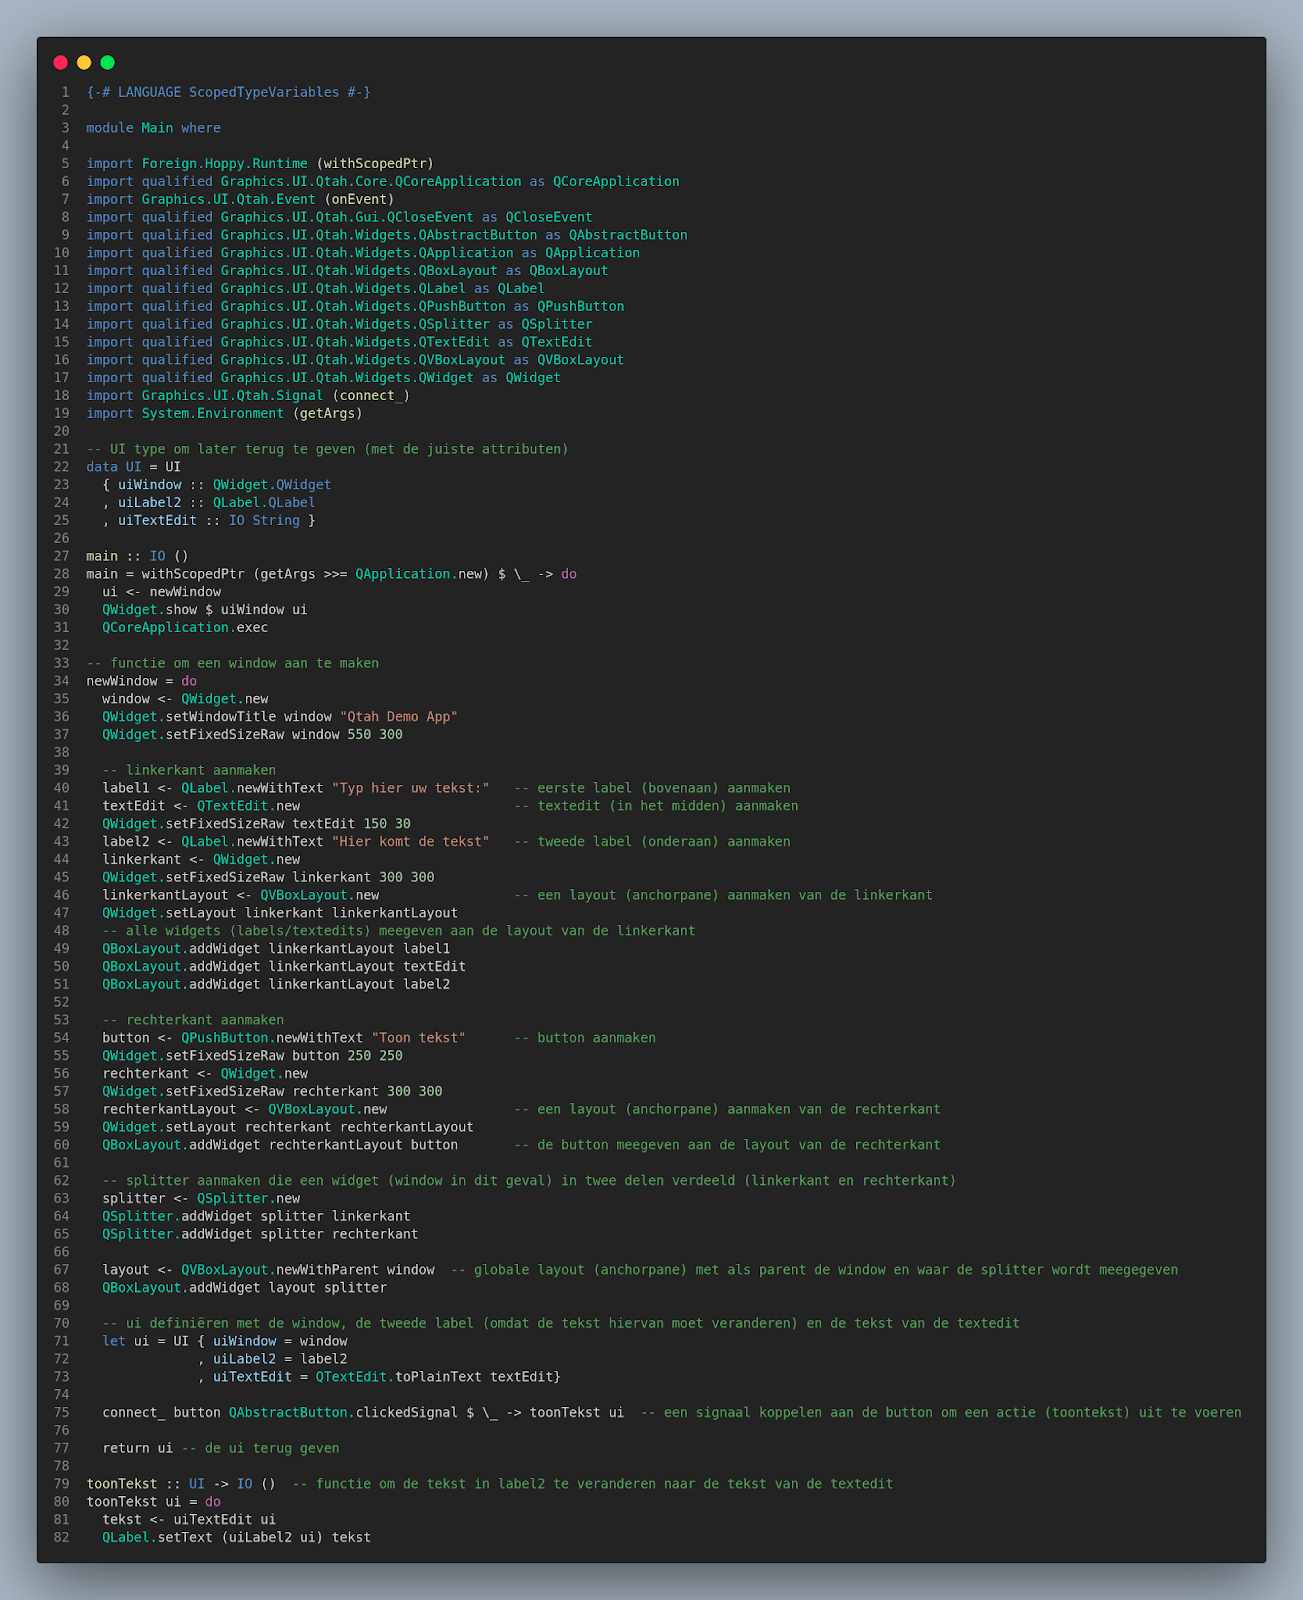 1 {-# LANGUAGE ScopedTypeVariables #-}
2
3 module Main where
4
5 import Foreign.Hoppy.Runtime (withScopedPtr)
6 import qualified Graphics.UI.Qtah.Core.QCoreApplication as QCoreApplication
7 import Graphics.UI.Qtah.Event (onEvent)
8 import qualified Graphics.UI.Qtah.Gui.QCloseEvent as QCloseEvent
9 import qualified Graphics.UI.Qtah.Widgets.QAbstractButton as QAbstractButton
10 import qualified Graphics.UI.Qtah.Widgets.QApplication as QApplication
11 import qualified Graphics.UI.Qtah.Widgets.QBoxLayout as QBoxLayout
12 import qualified Graphics.UI.Qtah.Widgets.QLabel as QLabel
13 import qualified Graphics.UI.Qtah.Widgets.QPushButton as QPushButton
14 import qualified Graphics.UI.Qtah.Widgets.QSplitter as QSplitter
15 import qualified Graphics.UI.Qtah.Widgets.QTextEdit as QTextEdit
16 import qualified Graphics.UI.Qtah.Widgets.QVBoxLayout as QVBoxLayout
17 import qualified Graphics.UI.Qtah.Widgets.QWidget as QWidget
18 import Graphics.UI.Qtah.Signal (connect_)
19 import System.Environment (getArgs)
20
21 -- UI type om later terug te geven (met de juiste attributen)
22 data UI = UI
23   { uiWindow :: QWidget.QWidget
24   , uiLabel2 :: QLabel.QLabel
25   , uiTextEdit :: IO String }
26
27 main :: IO ()
28 main = withScopedPtr (getArgs >>= QApplication.new) $ \_ -> do
29   ui <- newWindow
30   QWidget.show $ uiWindow ui
31   QCoreApplication.exec
32
33 -- functie om een window aan te maken
34 newWindow = do
35   window <- QWidget.new
36   QWidget.setWindowTitle window "Qtah Demo App"
37   QWidget.setFixedSizeRaw window 550 300
38
39   -- linkerkant aanmaken
40   label1 <- QLabel.newWithText "Typ hier uw tekst:"   -- eerste label (bovenaan) aanmaken
41   textEdit <- QTextEdit.new                           -- textedit (in het midden) aanmaken
42   QWidget.setFixedSizeRaw textEdit 150 30
43   label2 <- QLabel.newWithText "Hier komt de tekst"   -- tweede label (onderaan) aanmaken
44   linkerkant <- QWidget.new
45   QWidget.setFixedSizeRaw linkerkant 300 300
46   linkerkantLayout <- QVBoxLayout.new                 -- een layout (anchorpane) aanmaken van de linkerkant
47   QWidget.setLayout linkerkant linkerkantLayout
48   -- alle widgets (labels/textedits) meegeven aan de layout van de linkerkant
49   QBoxLayout.addWidget linkerkantLayout label1
50   QBoxLayout.addWidget linkerkantLayout textEdit
51   QBoxLayout.addWidget linkerkantLayout label2
52
53   -- rechterkant aanmaken
54   button <- QPushButton.newWithText "Toon tekst"      -- button aanmaken
55   QWidget.setFixedSizeRaw button 250 250
56   rechterkant <- QWidget.new
57   QWidget.setFixedSizeRaw rechterkant 300 300
58   rechterkantLayout <- QVBoxLayout.new                -- een layout (anchorpane) aanmaken van de rechterkant
59   QWidget.setLayout rechterkant rechterkantLayout
60   QBoxLayout.addWidget rechterkantLayout button       -- de button meegeven aan de layout van de rechterkant
61
62   -- splitter aanmaken die een widget (window in dit geval) in twee delen verdeeld (linkerkant en rechterkant)
63   splitter <- QSplitter.new
64   QSplitter.addWidget splitter linkerkant
65   QSplitter.addWidget splitter rechterkant
66
67   layout <- QVBoxLayout.newWithParent window  -- globale layout (anchorpane) met als parent de window en waar de splitter wordt meegegeven
68   QBoxLayout.addWidget layout splitter
69
70   -- ui definiëren met de window, de tweede label (omdat de tekst hiervan moet veranderen) en de tekst van de textedit
71   let ui = UI { uiWindow = window
72               , uiLabel2 = label2
73               , uiTextEdit = QTextEdit.toPlainText textEdit}
74
75   connect_ button QAbstractButton.clickedSignal $ \_ -> toonTekst ui  -- een signaal koppelen aan de button om een actie (toontekst) uit te voeren
76
77   return ui -- de ui terug geven
78
79 toonTekst :: UI -> IO ()  -- functie om de tekst in label2 te veranderen naar de tekst van de textedit
80 toonTekst ui = do
81   tekst <- uiTextEdit ui
82   QLabel.setText (uiLabel2 ui) tekst